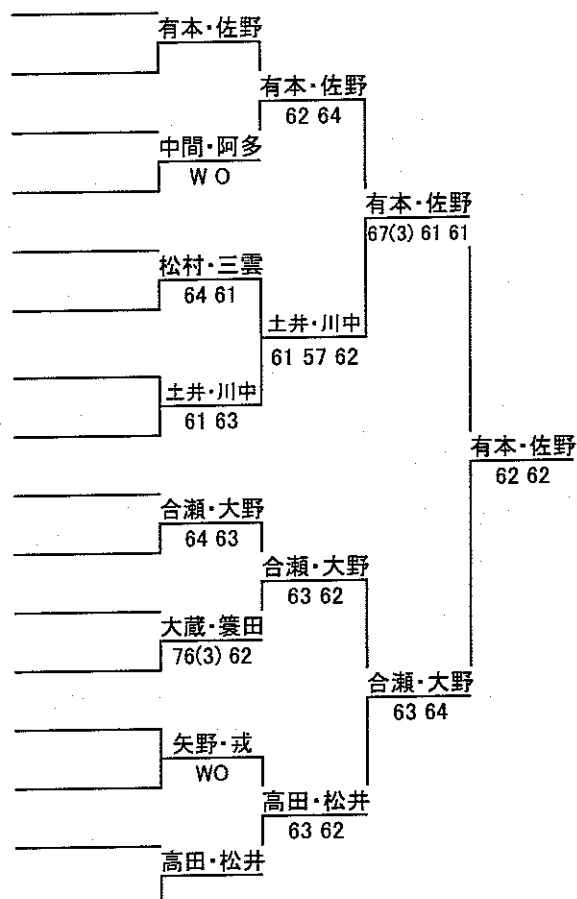 有本・佐野
有本・佐野
62 64
中間・阿多
W O
有本・佐野
67(3) 61 61
松村・三雲
64 61
土井・川中
61 57 62
土井・川中
61 63
有本・佐野
62 62
合瀬・大野
64 63
合瀬・大野
63 62
大蔵・簑田
76(3) 62
合瀬・大野
63 64
矢野・戎
WO
高田・松井
63 62
高田・松井